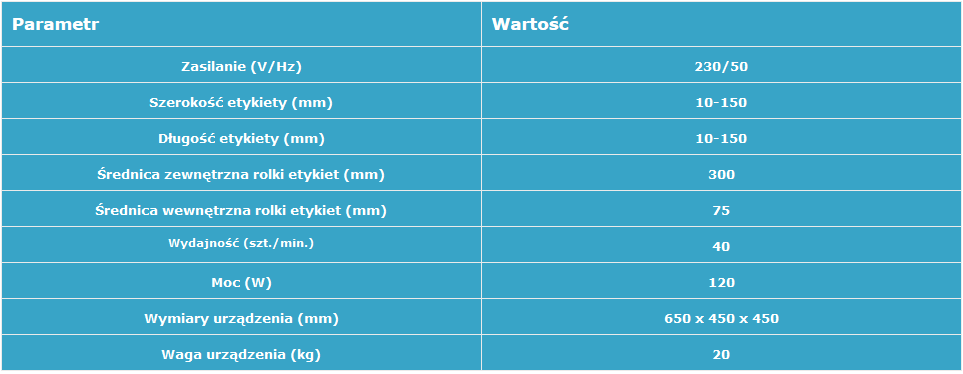 Parametr Wartość
Zasilanie (V/Hz) 230/50
Szerokość etykiety (mm) 10-150
Długość etykiety (mm) 10-150
Średnica zewnętrzna rolki etykiet (mm) 300
Średnica wewnętrzna rolki etykiet (mm) 75
Wydajność (szt./min.) 40
Moc (W) 120
Wymiary urządzenia (mm) 650 x 450 x 450
Waga urządzenia (kg) 20